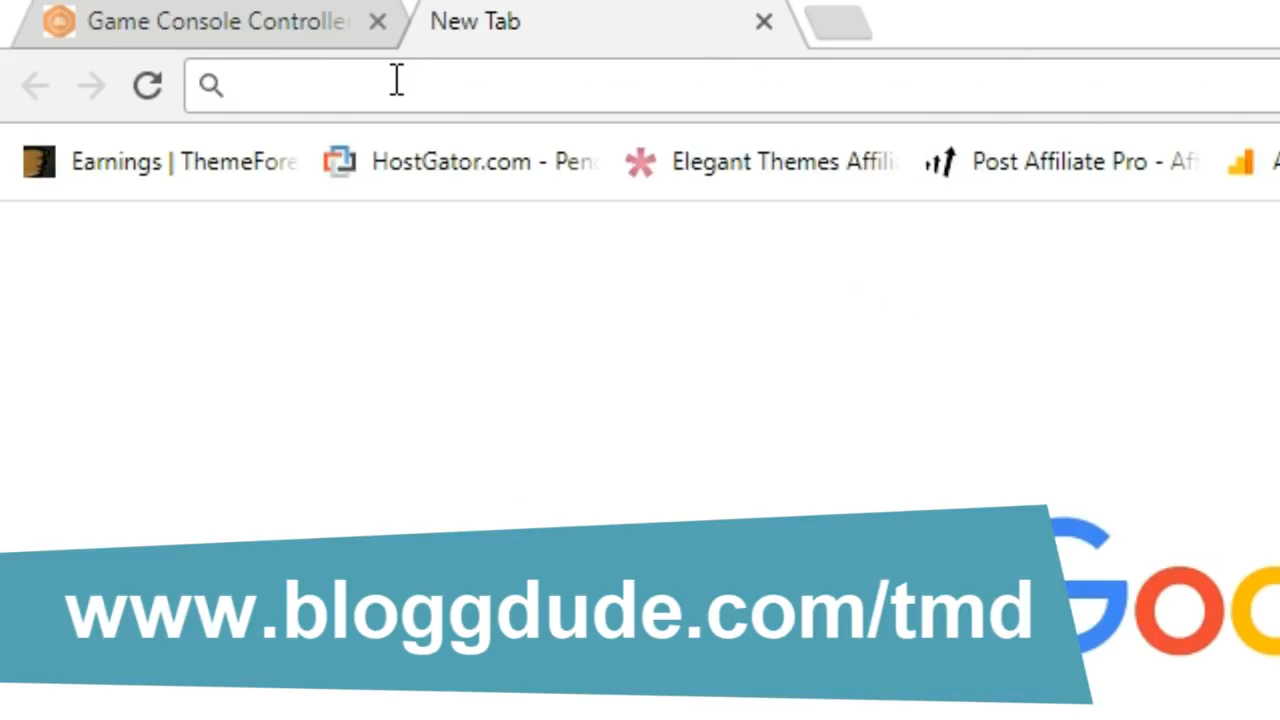 Game Console Controlle
New Tab
Earnings | ThemeFore
HostGator.com - Pen
Elegant Themes Affili
Post Affiliate Pro - Af
Goo
www.bloggdude.com/tmd